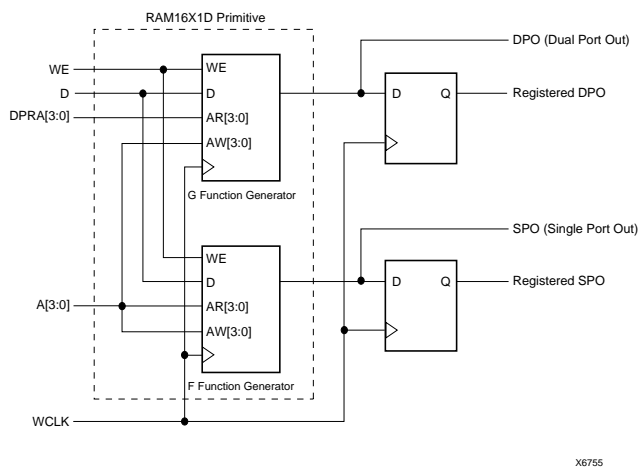 RAM16X1D Primitive
DPO (Dual Port Out)
WE
WE
D
D
D
Q
Registered DPO
DPRA[3:0]
AR[3:0]
AW[3:0]
G Function Generator
SPO (Single Port Out)
WE
D
D
Q
Registered SPO
A[3:0]
AR[3:0]
AW[3:0]
F Function Generator
WCLK
X6755